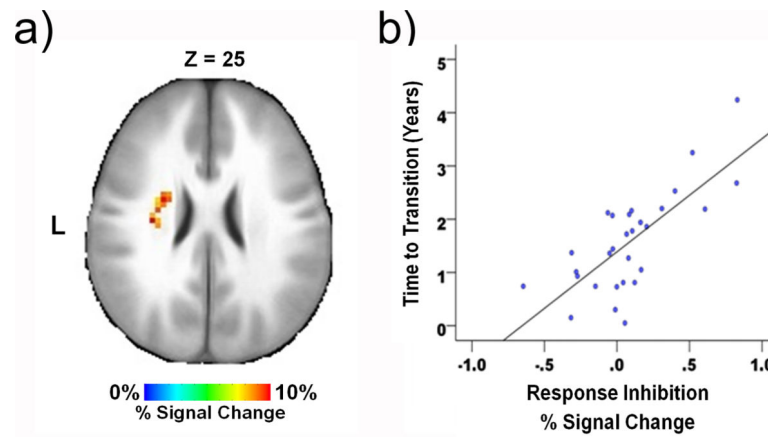 a)
Z = 25
L
0%
10%
% Signal Change
b)
Time to Transition (Years)
5
4
3
2
1
0
-1.0
-.5
.0
.5
1.0
Response Inhibition
% Signal Change